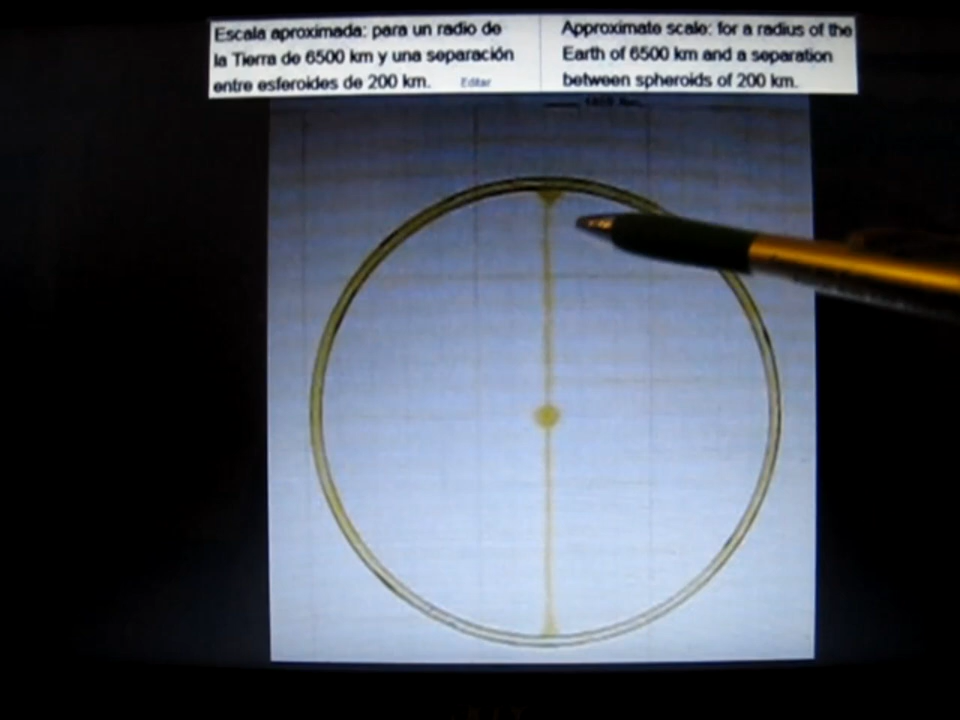 Escala aproximada: para un radio de
la Tierra de 6500 km y una separación
entre esferoides de 200 km. Editar
Approximate scale: for a radius of the
Earth of 6500 km and a separation
between spheroids of 200 km.